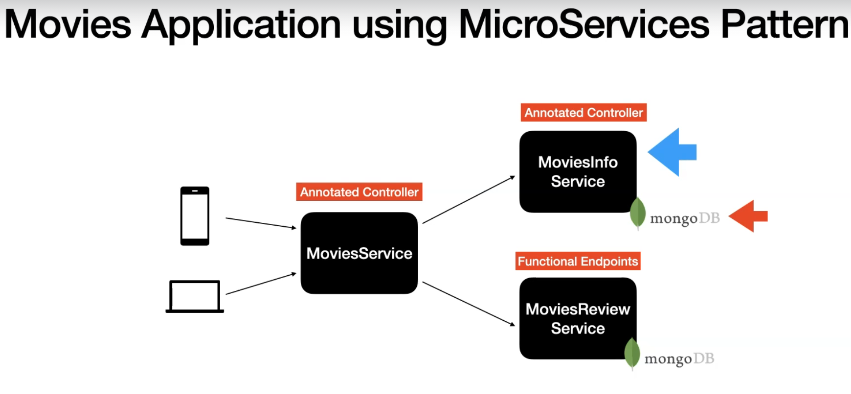 Movies Application using MicroServices Pattern
Annotated Controller
MoviesInfo
Service
mongoDB
Annotated Controller
MoviesService
Functional Endpoints
MoviesReview
Service
mongoDB